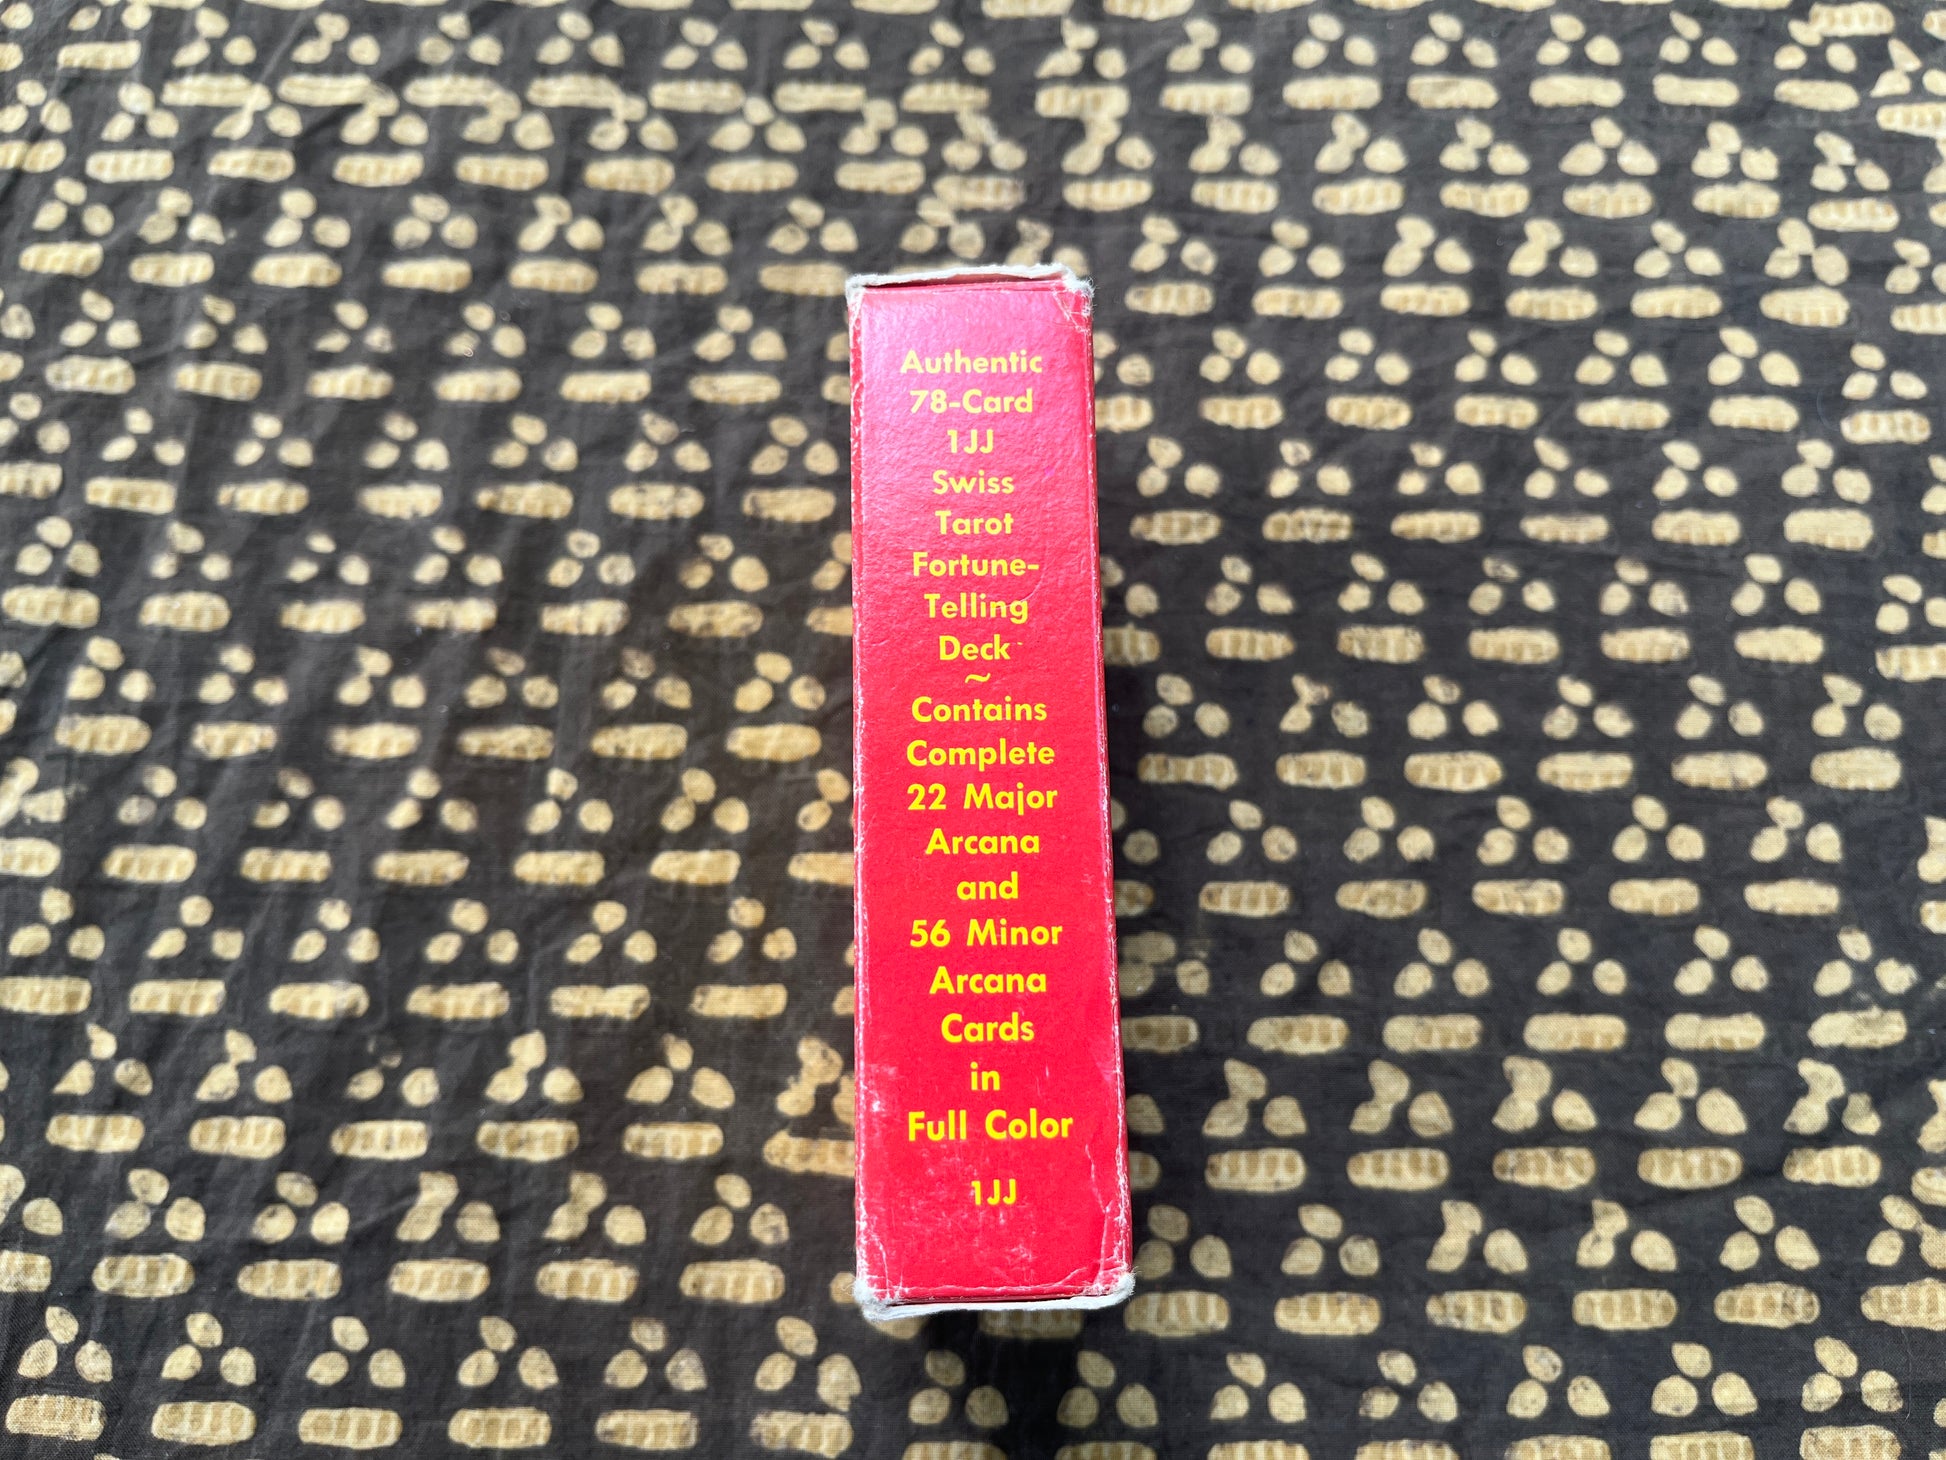 Authentic
78-Card
1JJ
Swiss
Tarot
Fortune-
Telling
Deck
~
Contains
Complete
22 Major
Arcana
and
56 Minor
Arcana
Cards
in
Full Color
1JJ